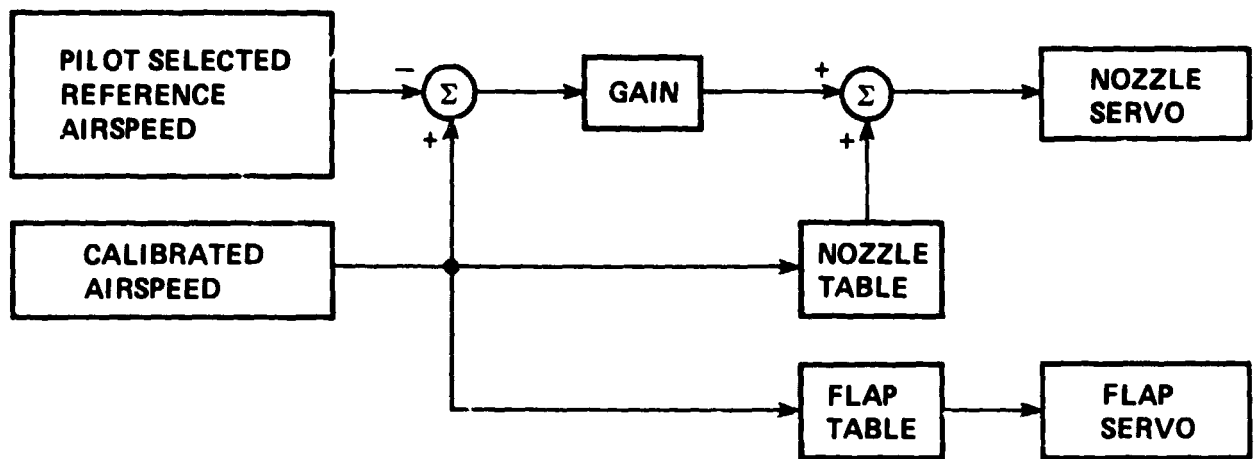 PILOT SELECTED
REFERENCE
AIRSPEED
−
Σ
+
GAIN
+
Σ
+
NOZZLE
SERVO
CALIBRATED
AIRSPEED
NOZZLE
TABLE
FLAP
TABLE
FLAP
SERVO